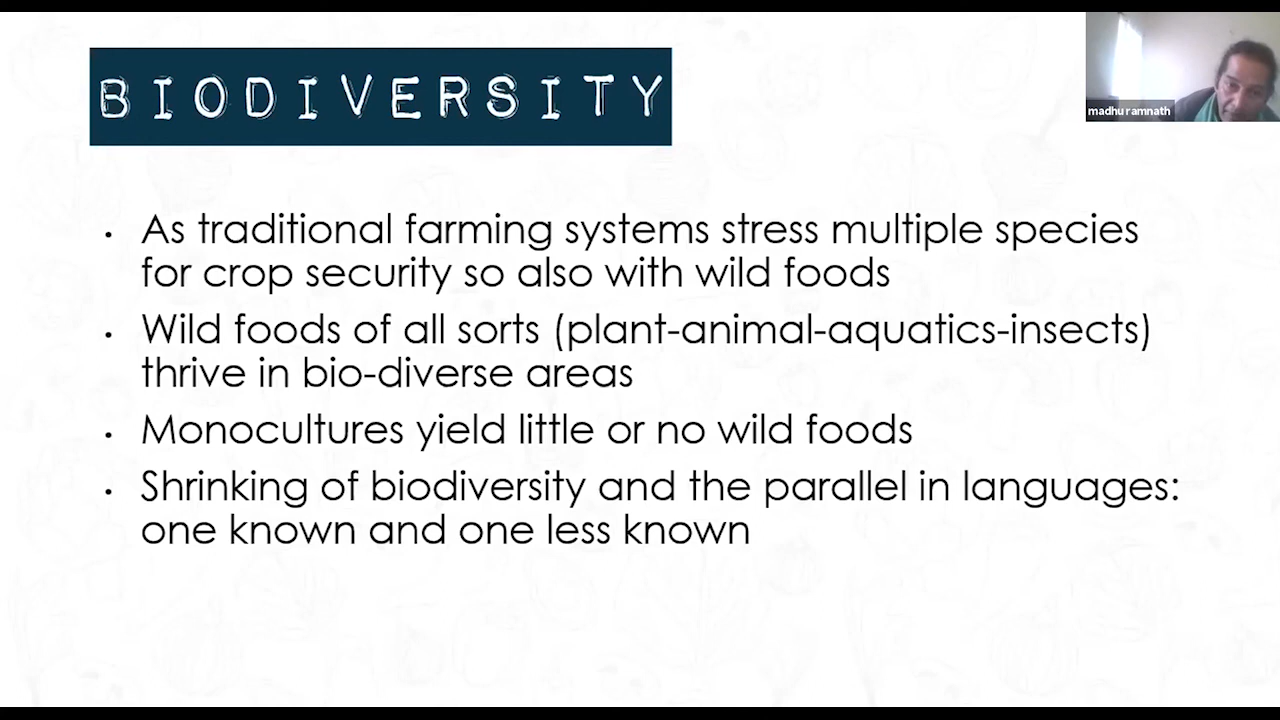 BIODIVERSITY
madhu ramnath
• As traditional farming systems stress multiple species
for crop security so also with wild foods
• Wild foods of all sorts (plant-animal-aquatics-insects)
thrive in bio-diverse areas
• Monocultures yield little or no wild foods
• Shrinking of biodiversity and the parallel in languages:
one known and one less known